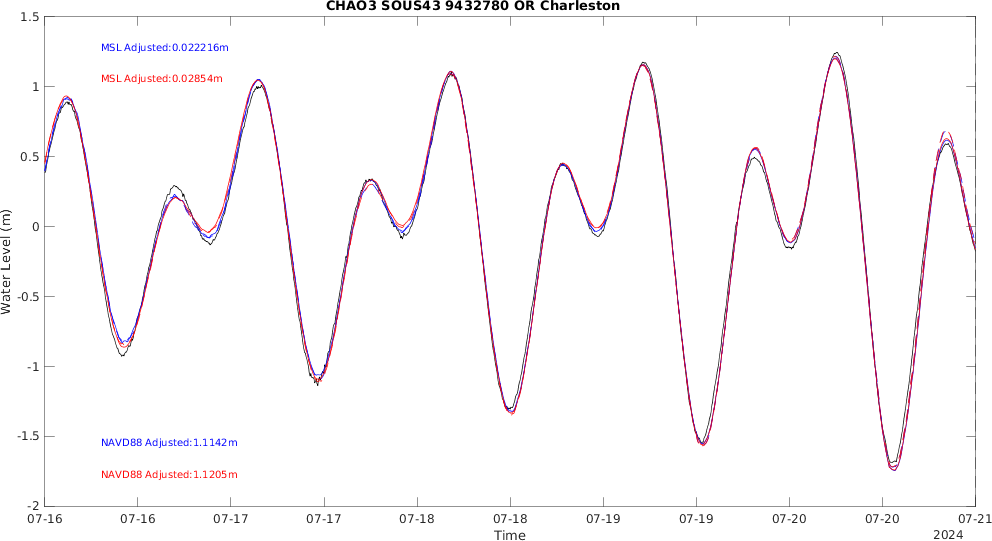 CHAO3 SOUS43 9432780 OR Charleston
1.5
1
0.5
0
-0.5
-1
-1.5
-2
Water Level (m)
MSL Adjusted:0.022216m
MSL Adjusted:0.02854m
NAVD88 Adjusted:1.1142m
NAVD88 Adjusted:1.1205m
07-16 07-16 07-17 07-17 07-18 07-18 07-19 07-19 07-20 07-20 07-21
Time
2024